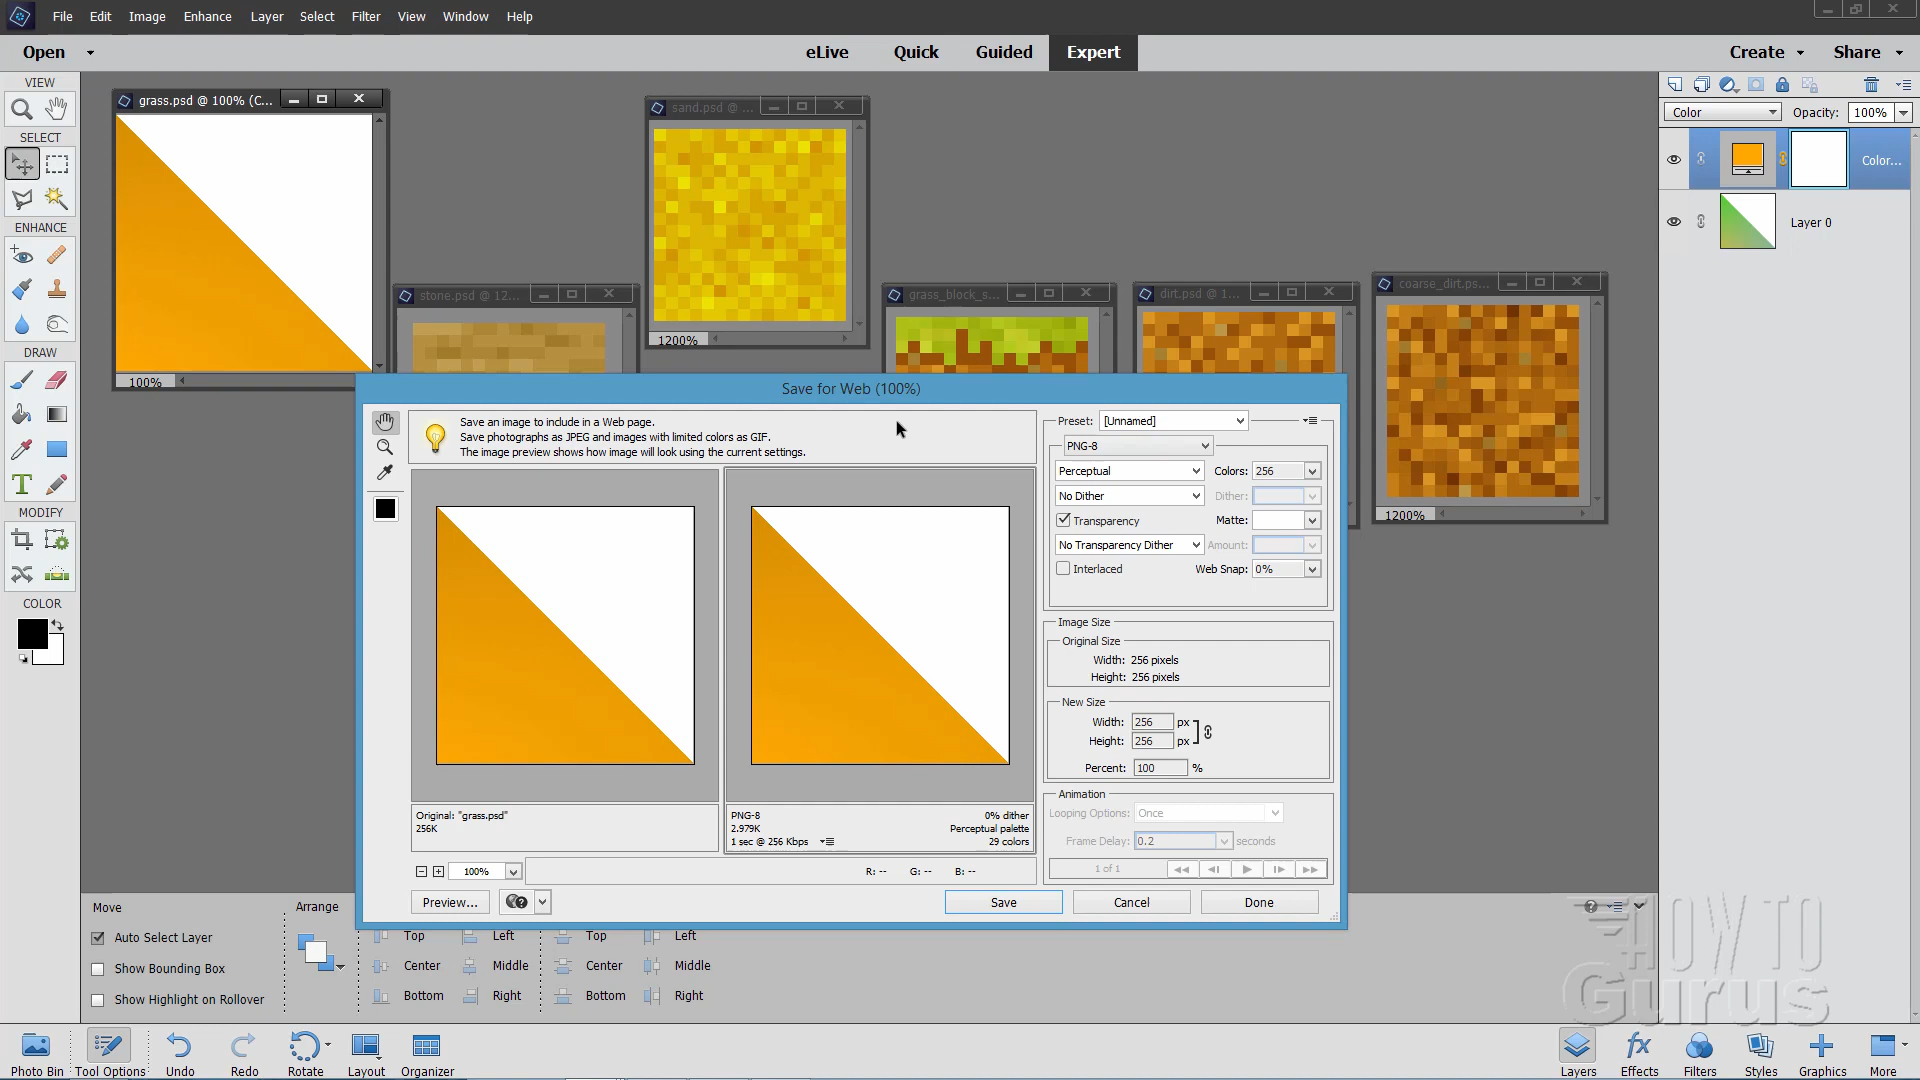 File Edit Image Enhance Layer Select Filter View Window Help
Open eLive Quick Guided Expert Create Share
VIEW
SELECT
ENHANCE
DRAW
MODIFY
COLOR
grass.psd @ 100% (C...
100%
stone.psd @ 12...
sand.psd @ ...
1200%
grass_block_s...
dirt.psd @ 1...
coarse_dirt.ps...
1200%
Color Opacity: 100%
Color...
Layer 0
Save for Web (100%)
Save an image to include in a Web page.
Save photographs as JPEG and images with limited colors as GIF.
The image preview shows how image will look using the current settings.
Original: "grass.psd"
256K
PNG-8 0% dither
2.979K Perceptual palette
1 sec @ 256 Kbps 29 colors
100% R: -- G: -- B: --
Preview... Save Cancel Done
Preset: [Unnamed]
PNG-8
Perceptual Colors: 256
No Dither Dither:
Transparency Matte:
No Transparency Dither Amount:
Interlaced Web Snap: 0%
Image Size
Original Size
Width: 256 pixels
Height: 256 pixels
New Size
Width: 256 px
Height: 256 px
Percent: 100 %
Animation
Looping Options: Once
Frame Delay: 0.2 seconds
1 of 1
Move Arrange
Auto Select Layer
Show Bounding Box
Show Highlight on Rollover
Top Left Top Left
Center Middle Center Middle
Bottom Right Bottom Right
HOW TO
Gurus
Photo Bin Tool Options Undo Redo Rotate Layout Organizer
Layers Effects Filters Styles Graphics More